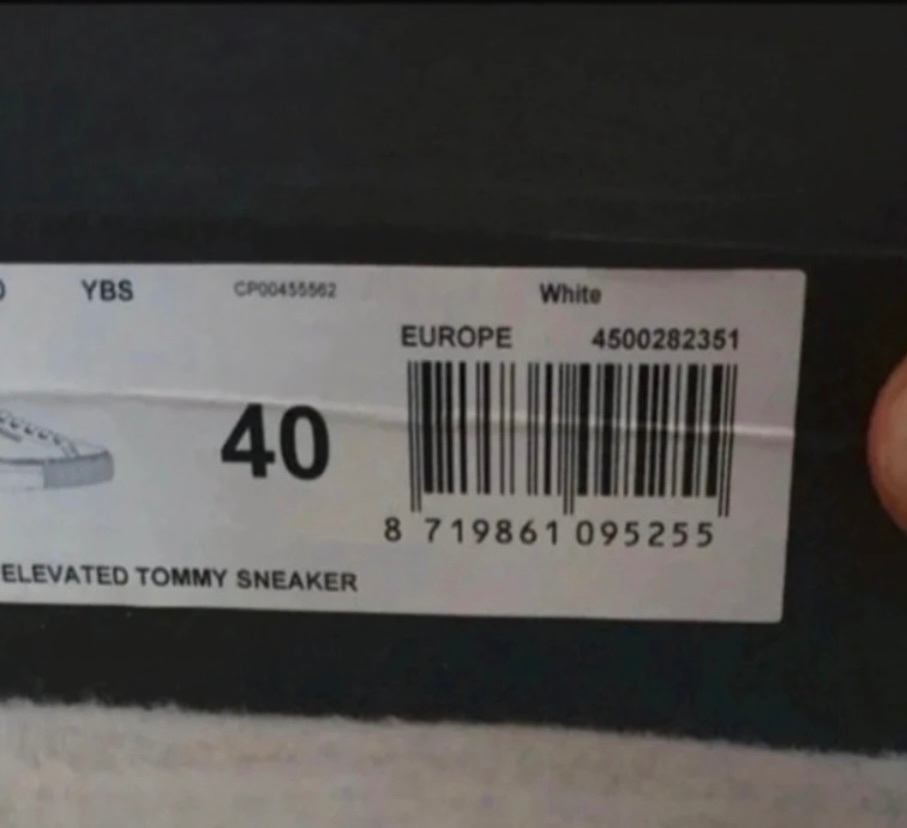 YBS CP00455562 White
EUROPE 4500282351
40
8 719861 095255
ELEVATED TOMMY SNEAKER